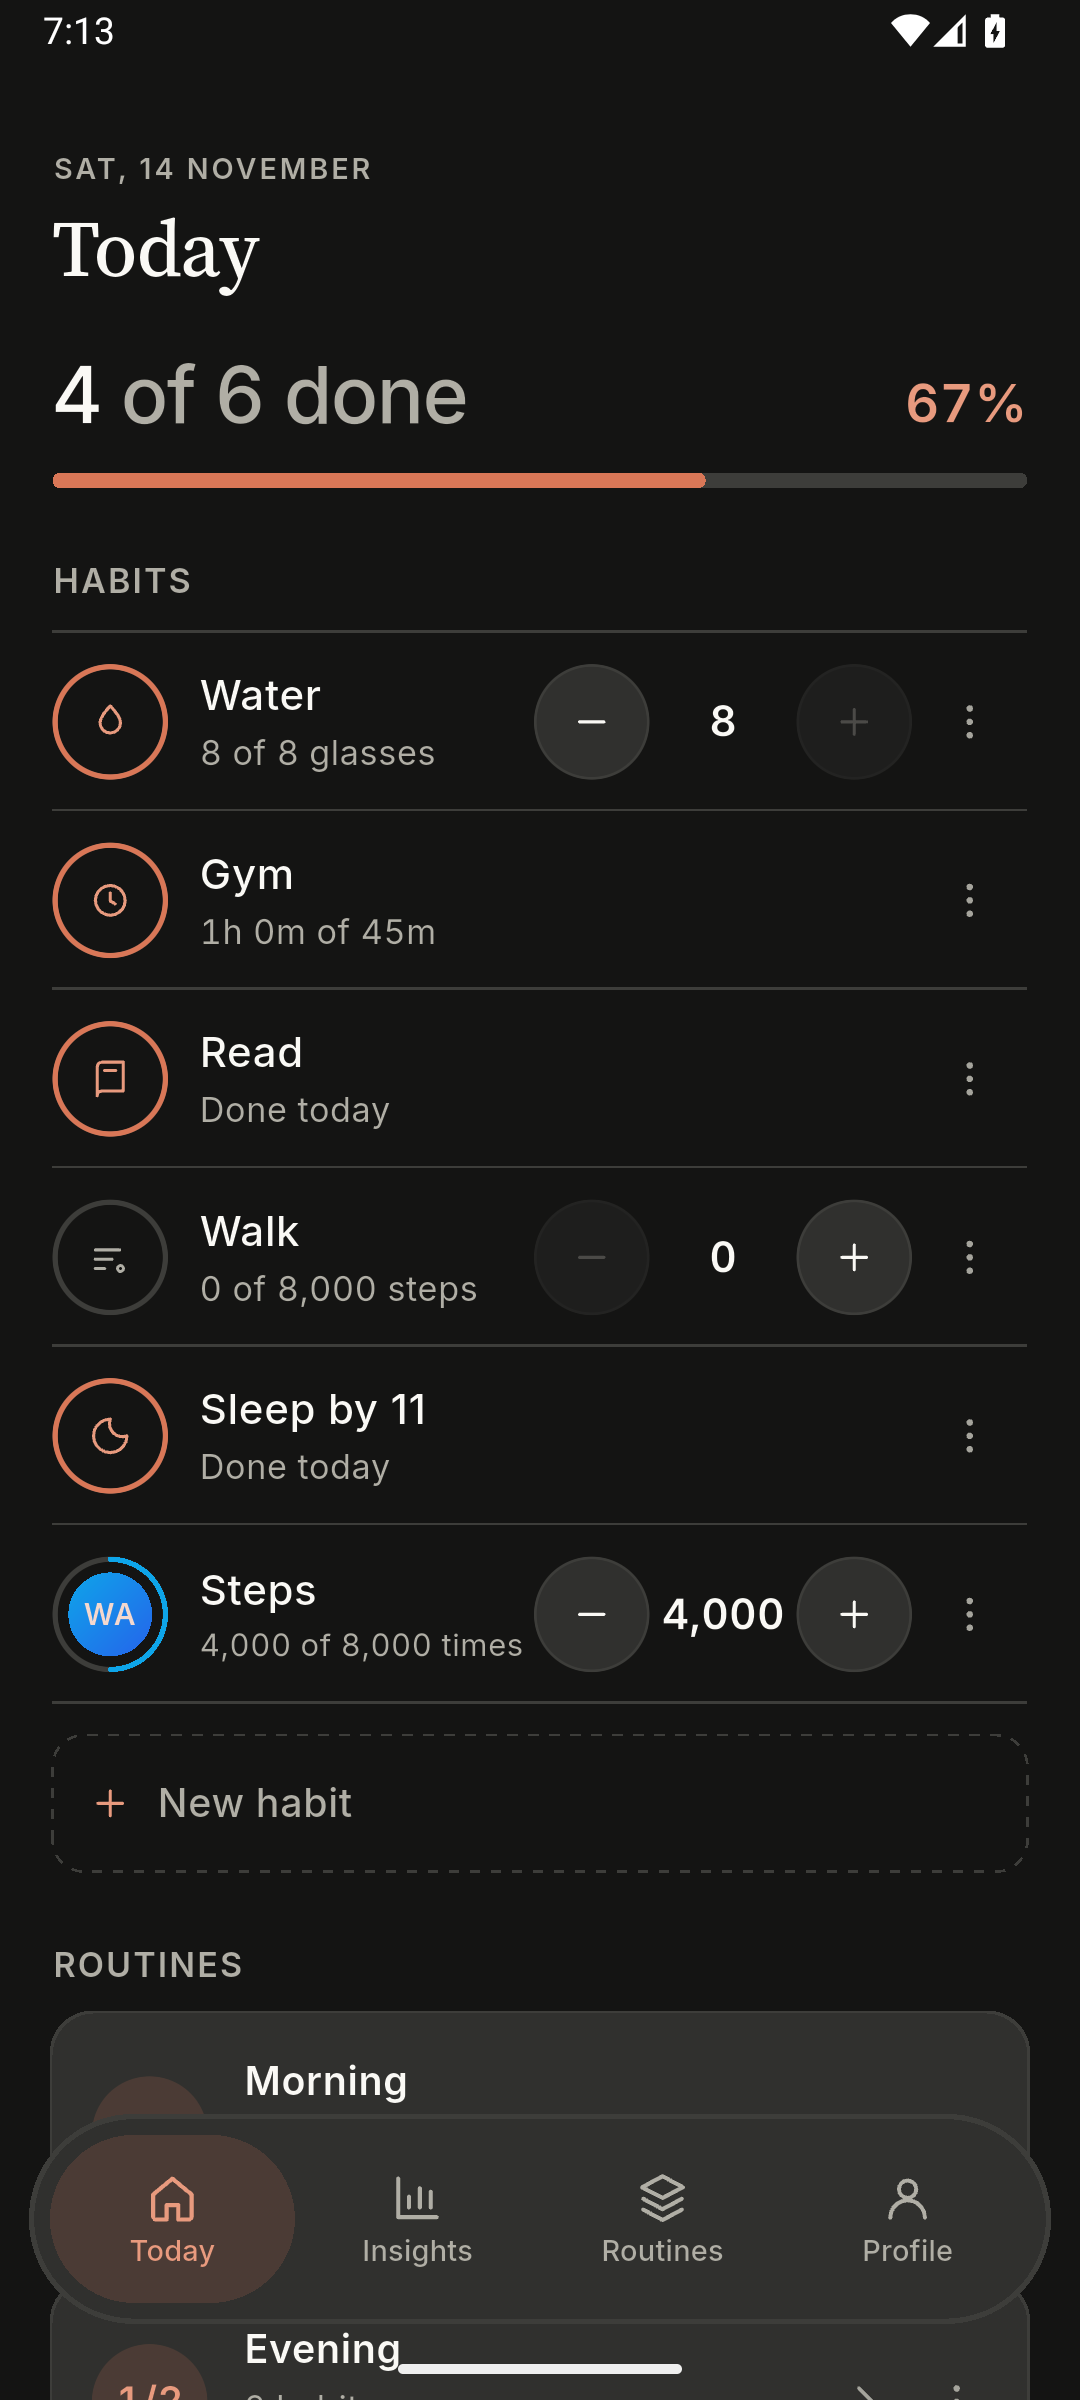 7:13
SAT, 14 NOVEMBER
Today
4 of 6 done
67%
HABITS
Water
8 of 8 glasses
8
Gym
1h 0m of 45m
Read
Done today
Walk
0 of 8,000 steps
0
Sleep by 11
Done today
WA
Steps
4,000 of 8,000 times
4,000
New habit
ROUTINES
Morning
Today
Insights
Routines
Profile
Evening
1/2